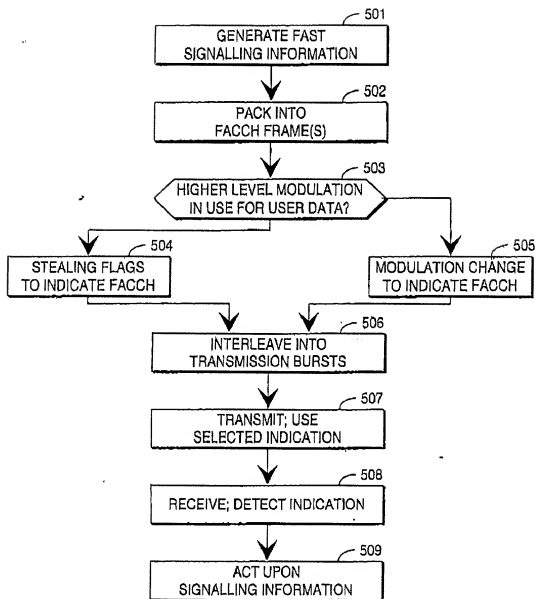 501
GENERATE FAST
SIGNALLING INFORMATION
502
PACK INTO
FACCH FRAME(S)
503
HIGHER LEVEL MODULATION
IN USE FOR USER DATA?
504
STEALING FLAGS
TO INDICATE FACCH
505
MODULATION CHANGE
TO INDICATE FACCH
506
INTERLEAVE INTO
TRANSMISSION BURSTS
507
TRANSMIT; USE
SELECTED INDICATION
508
RECEIVE; DETECT INDICATION
509
ACT UPON
SIGNALLING INFORMATION